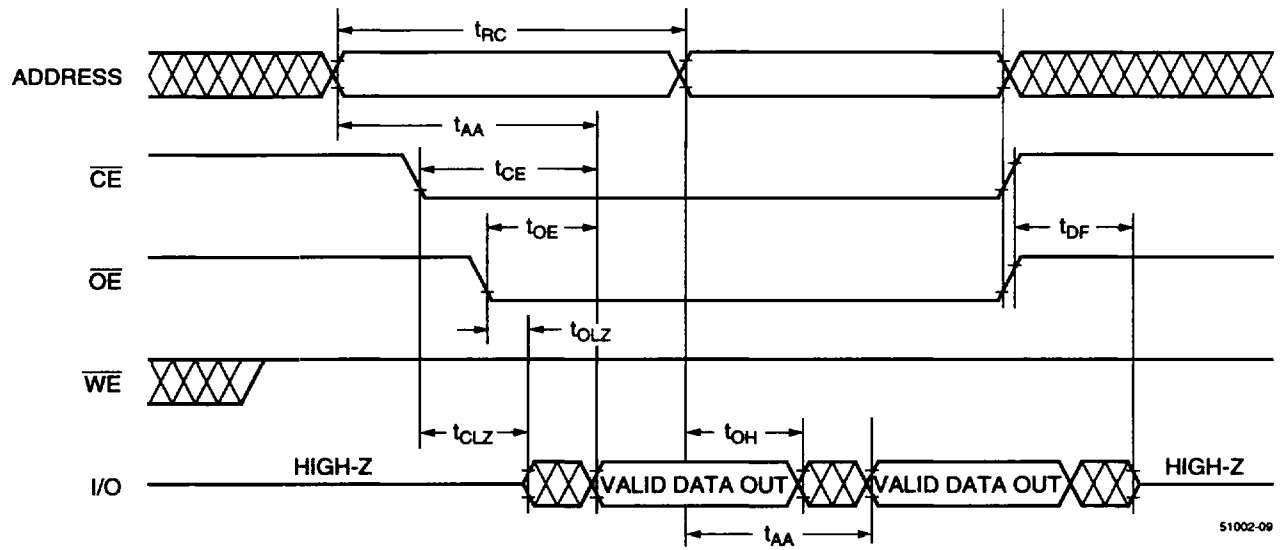 tRC
ADDRESS
tAA
CE
tCE
tOE
tDF
OE
tOLZ
WE
tCLZ
tOH
HIGH-Z
HIGH-Z
I/O
VALID DATA OUT
VALID DATA OUT
tAA
51002-09